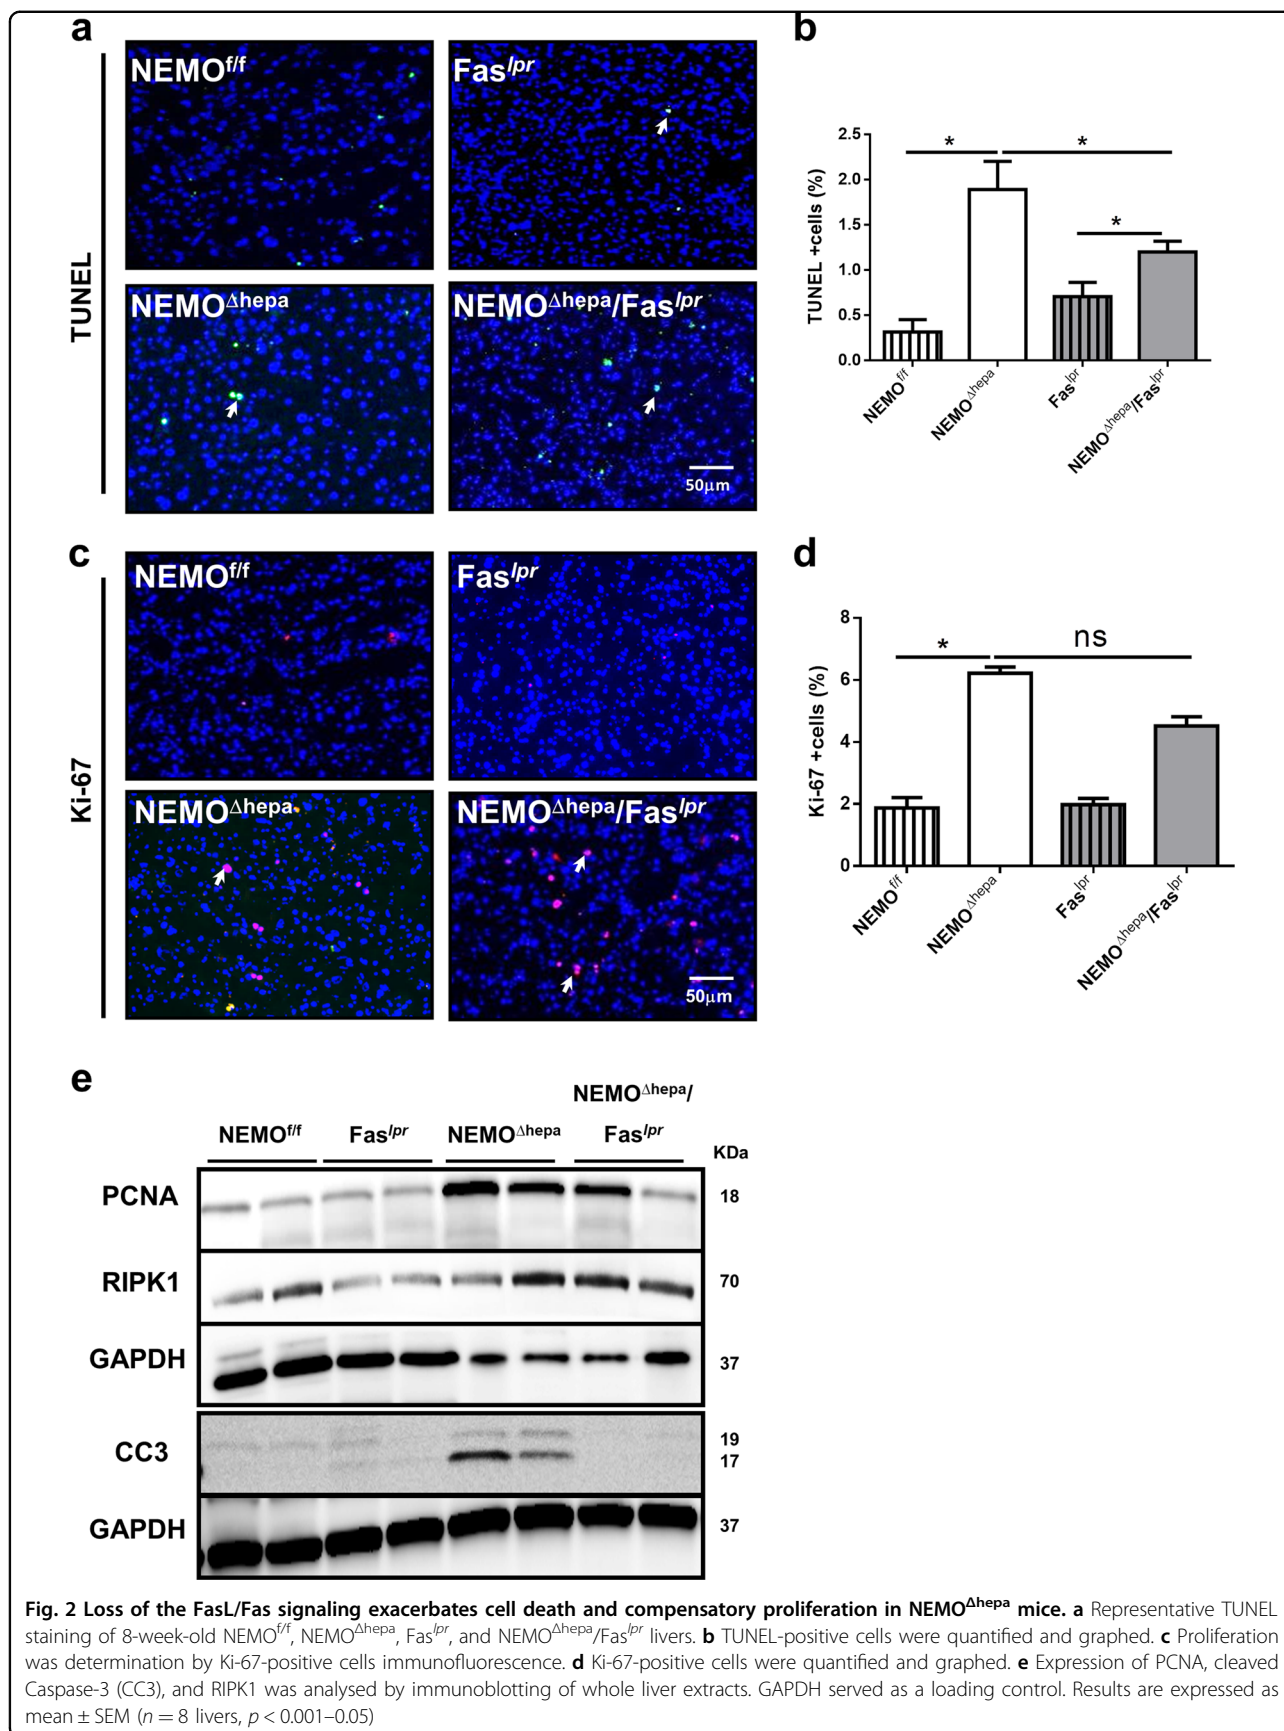 a
NEMOf/f
Faslpr
NEMOΔhepa
NEMOΔhepa/Faslpr
TUNEL
50μm
b
TUNEL +cells (%)
2.5
2.0
1.5
1.0
0.5
0.0
*
*
*
NEMOf/f
NEMOΔhepa
Faslpr
NEMOΔhepa/Faslpr
c
NEMOf/f
Faslpr
NEMOΔhepa
NEMOΔhepa/Faslpr
Ki-67
50μm
d
Ki-67 +cells (%)
8
6
4
2
0
*
ns
NEMOf/f
NEMOΔhepa
Faslpr
NEMOΔhepa/Faslpr
e
NEMOΔhepa/
NEMOf/f Faslpr NEMOΔhepa Faslpr
KDa
PCNA 18
RIPK1 70
GAPDH 37
CC3 19
17
GAPDH 37
Fig. 2 Loss of the FasL/Fas signaling exacerbates cell death and compensatory proliferation in NEMOΔhepa mice. a Representative TUNEL
staining of 8-week-old NEMOf/f, NEMOΔhepa, Faslpr, and NEMOΔhepa/Faslpr livers. b TUNEL-positive cells were quantified and graphed. c Proliferation
was determination by Ki-67-positive cells immunofluorescence. d Ki-67-positive cells were quantified and graphed. e Expression of PCNA, cleaved
Caspase-3 (CC3), and RIPK1 was analysed by immunoblotting of whole liver extracts. GAPDH served as a loading control. Results are expressed as
mean ± SEM (n = 8 livers, p < 0.001–0.05)